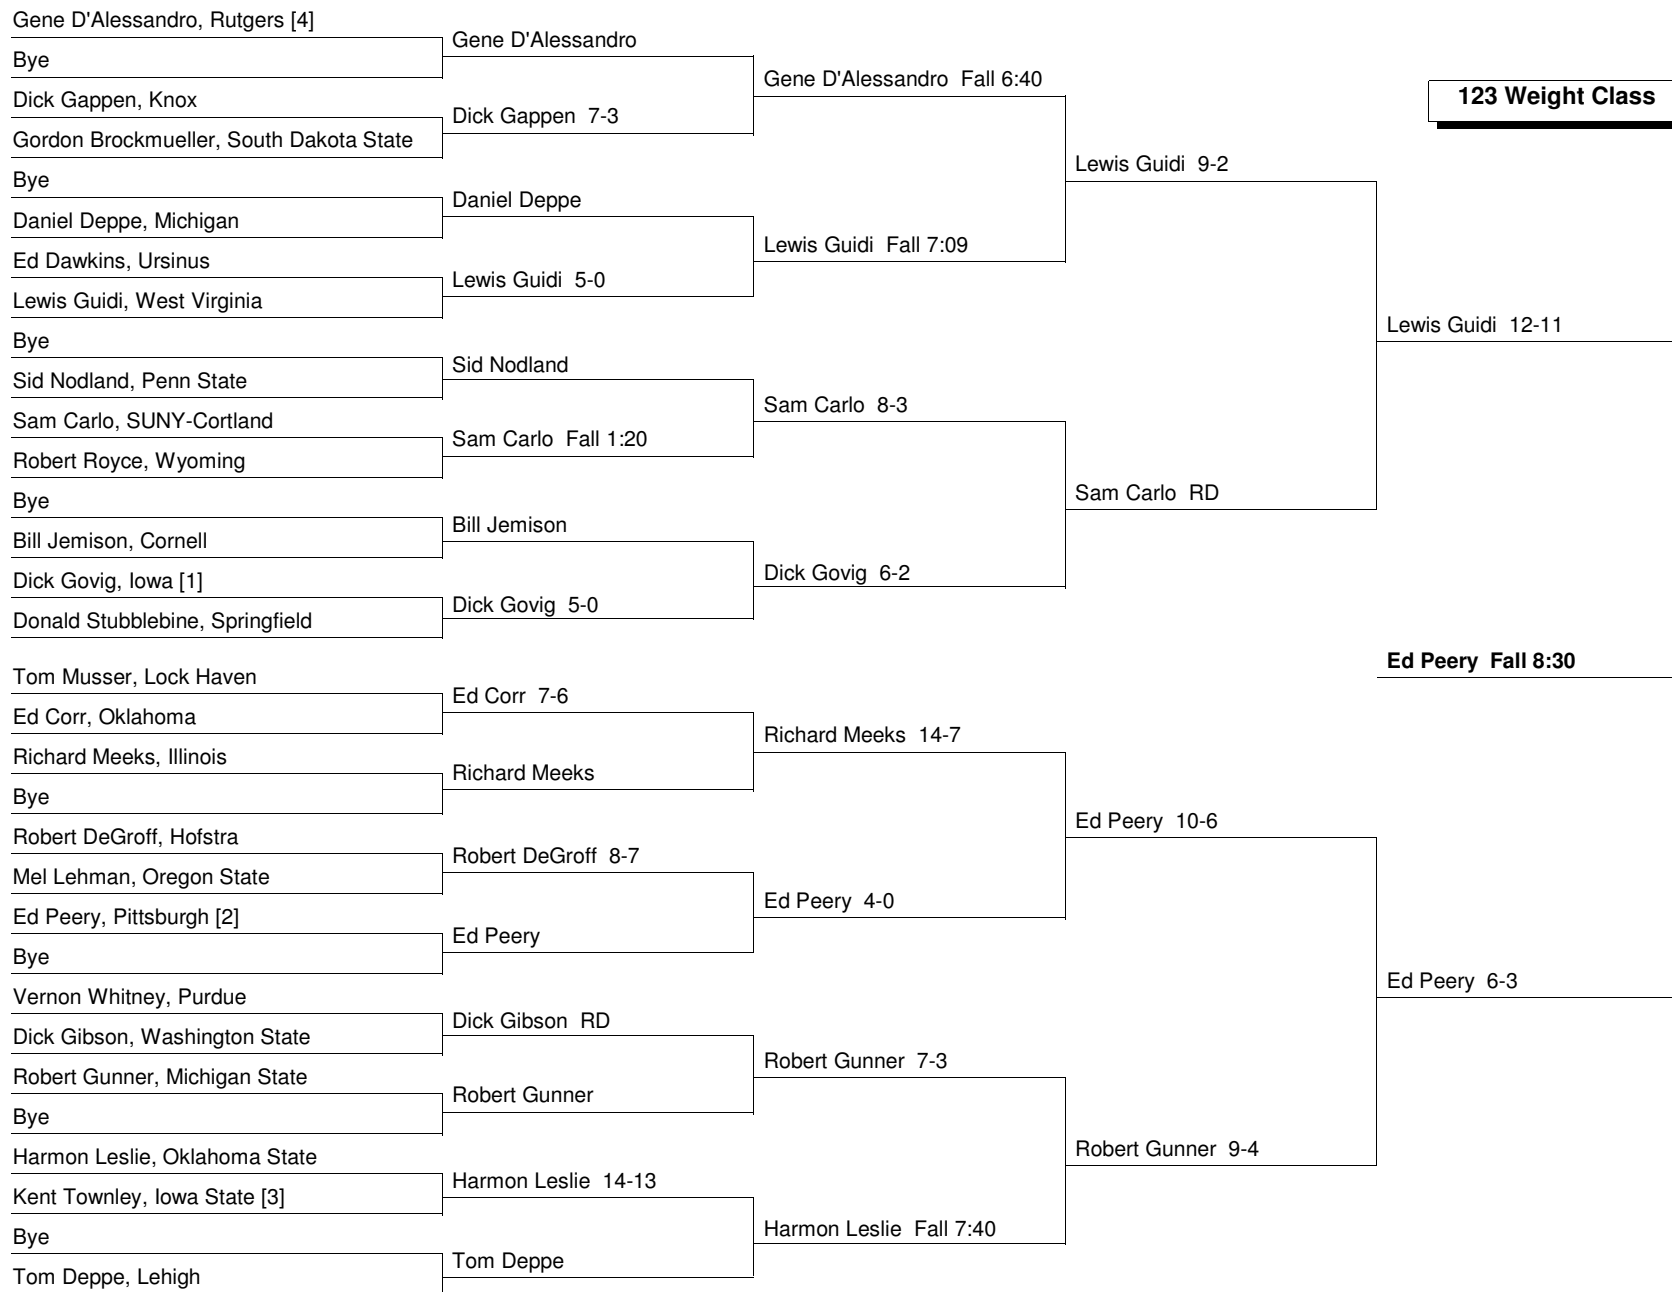 Gene D'Alessandro, Rutgers [4]
Bye
Dick Gappen, Knox
Gordon Brockmueller, South Dakota State
Bye
Daniel Deppe, Michigan
Ed Dawkins, Ursinus
Lewis Guidi, West Virginia
Bye
Sid Nodland, Penn State
Sam Carlo, SUNY-Cortland
Robert Royce, Wyoming
Bye
Bill Jemison, Cornell
Dick Govig, Iowa [1]
Donald Stubblebine, Springfield
Tom Musser, Lock Haven
Ed Corr, Oklahoma
Richard Meeks, Illinois
Bye
Robert DeGroff, Hofstra
Mel Lehman, Oregon State
Ed Peery, Pittsburgh [2]
Bye
Vernon Whitney, Purdue
Dick Gibson, Washington State
Robert Gunner, Michigan State
Bye
Harmon Leslie, Oklahoma State
Kent Townley, Iowa State [3]
Bye
Tom Deppe, Lehigh
Gene D'Alessandro
Dick Gappen 7-3
Daniel Deppe
Lewis Guidi 5-0
Sid Nodland
Sam Carlo Fall 1:20
Bill Jemison
Dick Govig 5-0
Ed Corr 7-6
Richard Meeks
Robert DeGroff 8-7
Ed Peery
Dick Gibson RD
Robert Gunner
Harmon Leslie 14-13
Tom Deppe
Gene D'Alessandro Fall 6:40
Lewis Guidi Fall 7:09
Sam Carlo 8-3
Dick Govig 6-2
Richard Meeks 14-7
Ed Peery 4-0
Robert Gunner 7-3
Harmon Leslie Fall 7:40
Lewis Guidi 9-2
Sam Carlo RD
Ed Peery 10-6
Robert Gunner 9-4
123 Weight Class
Lewis Guidi 12-11
Ed Peery Fall 8:30
Ed Peery 6-3